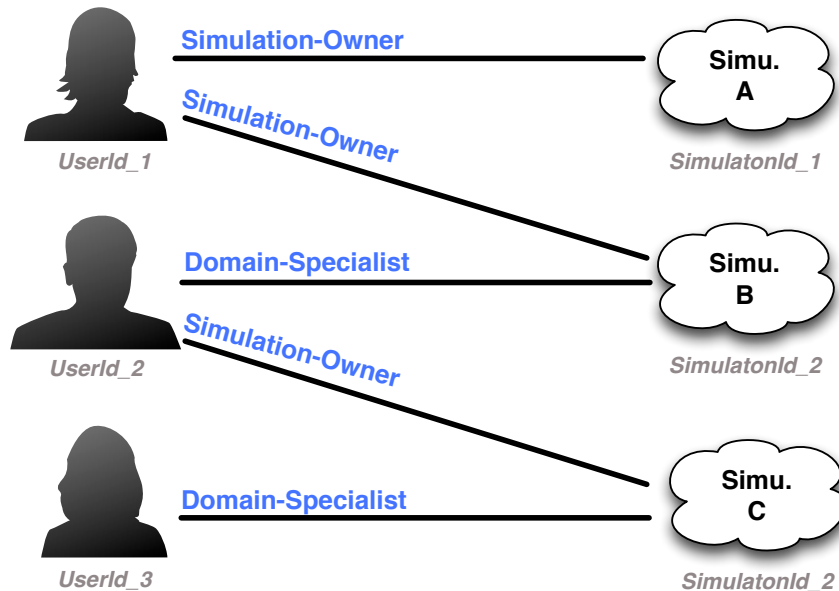 Simulation-Owner
Simu.
A
UserId_1
SimulatonId_1
Simulation-Owner
Domain-Specialist
Simu.
B
UserId_2
SimulatonId_2
Simulation-Owner
Domain-Specialist
Simu.
C
UserId_3
SimulatonId_2